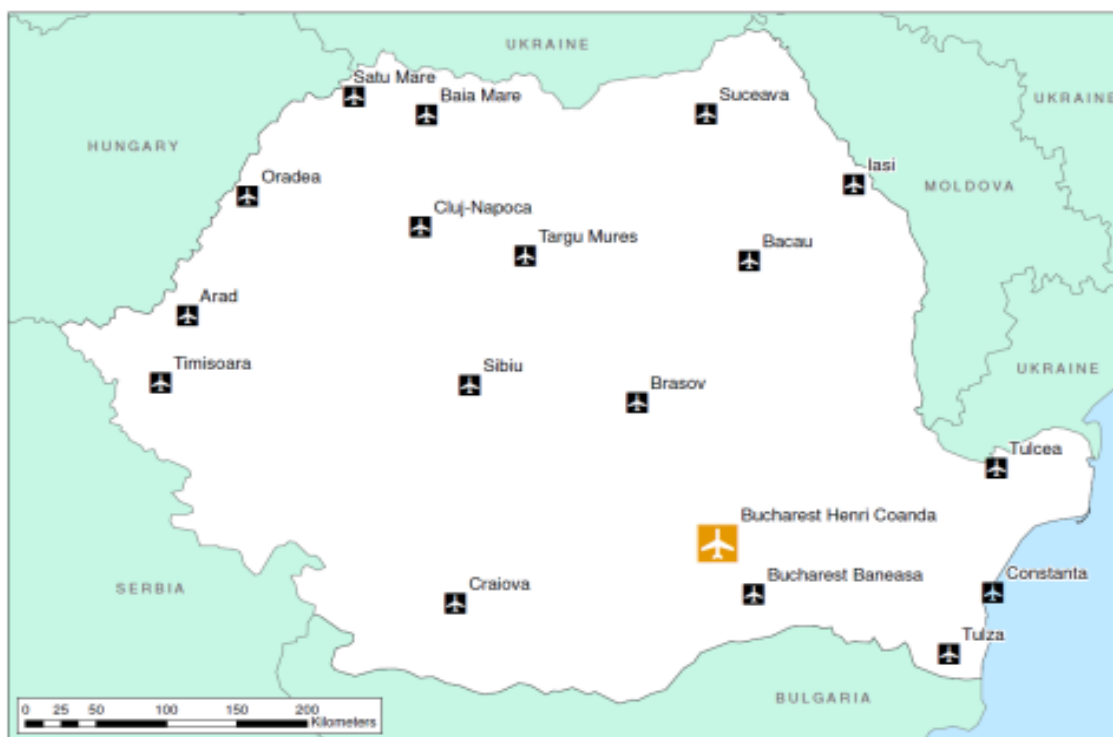 UKRAINE
Satu Mare
Baia Mare
Suceava
UKRAINE
HUNGARY
Iasi
Oradea
MOLDOVA
Cluj-Napoca
Targu Mures
Bacau
Arad
Timisoara
Sibiu
Brasov
UKRAINE
Tulcea
Bucharest Henri Coanda
SERBIA
Craiova
Bucharest Baneasa
Constanta
Tulza
BULGARIA
0 25 50 100 150 200
Kilometers